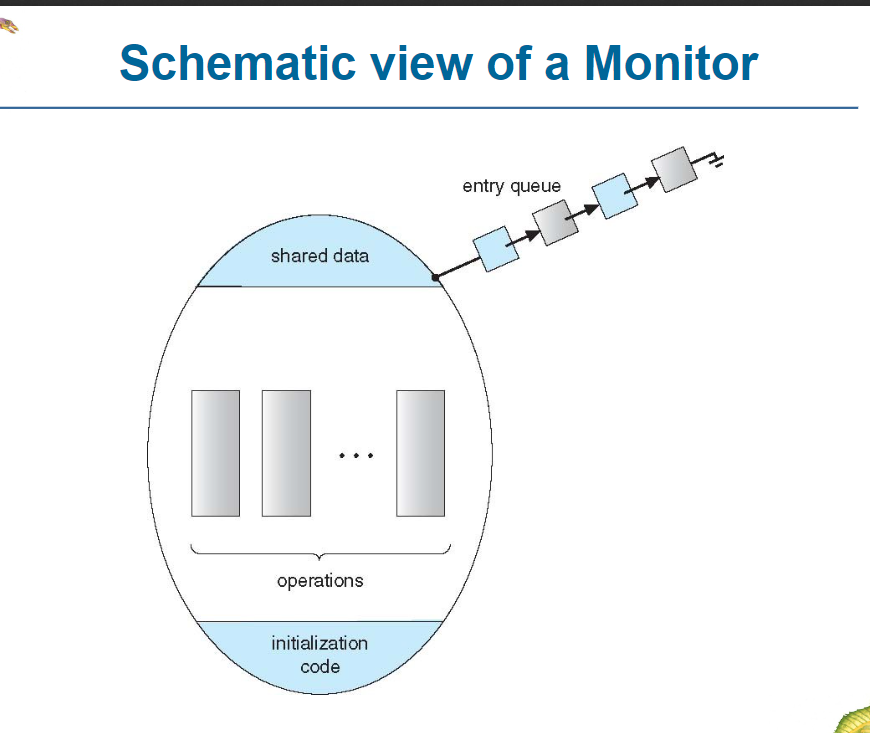 Schematic view of a Monitor
entry queue
shared data
operations
initialization
code